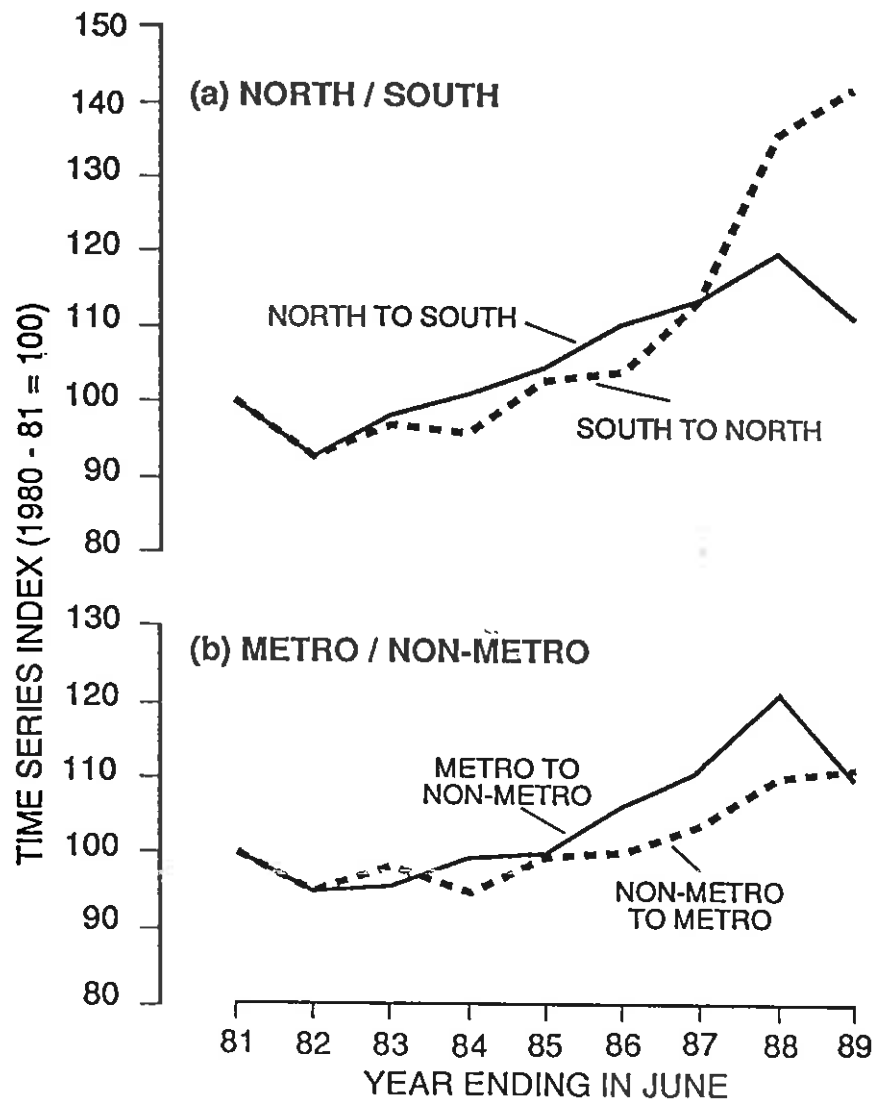 150
(a) NORTH / SOUTH
140
130
120
110
100
90
80
NORTH TO SOUTH
SOUTH TO NORTH
TIME SERIES INDEX (1980 - 81 = 100)
130
(b) METRO / NON-METRO
120
110
100
90
80
METRO TO
NON-METRO
NON-METRO
TO METRO
81 82 83 84 85 86 87 88 89
YEAR ENDING IN JUNE